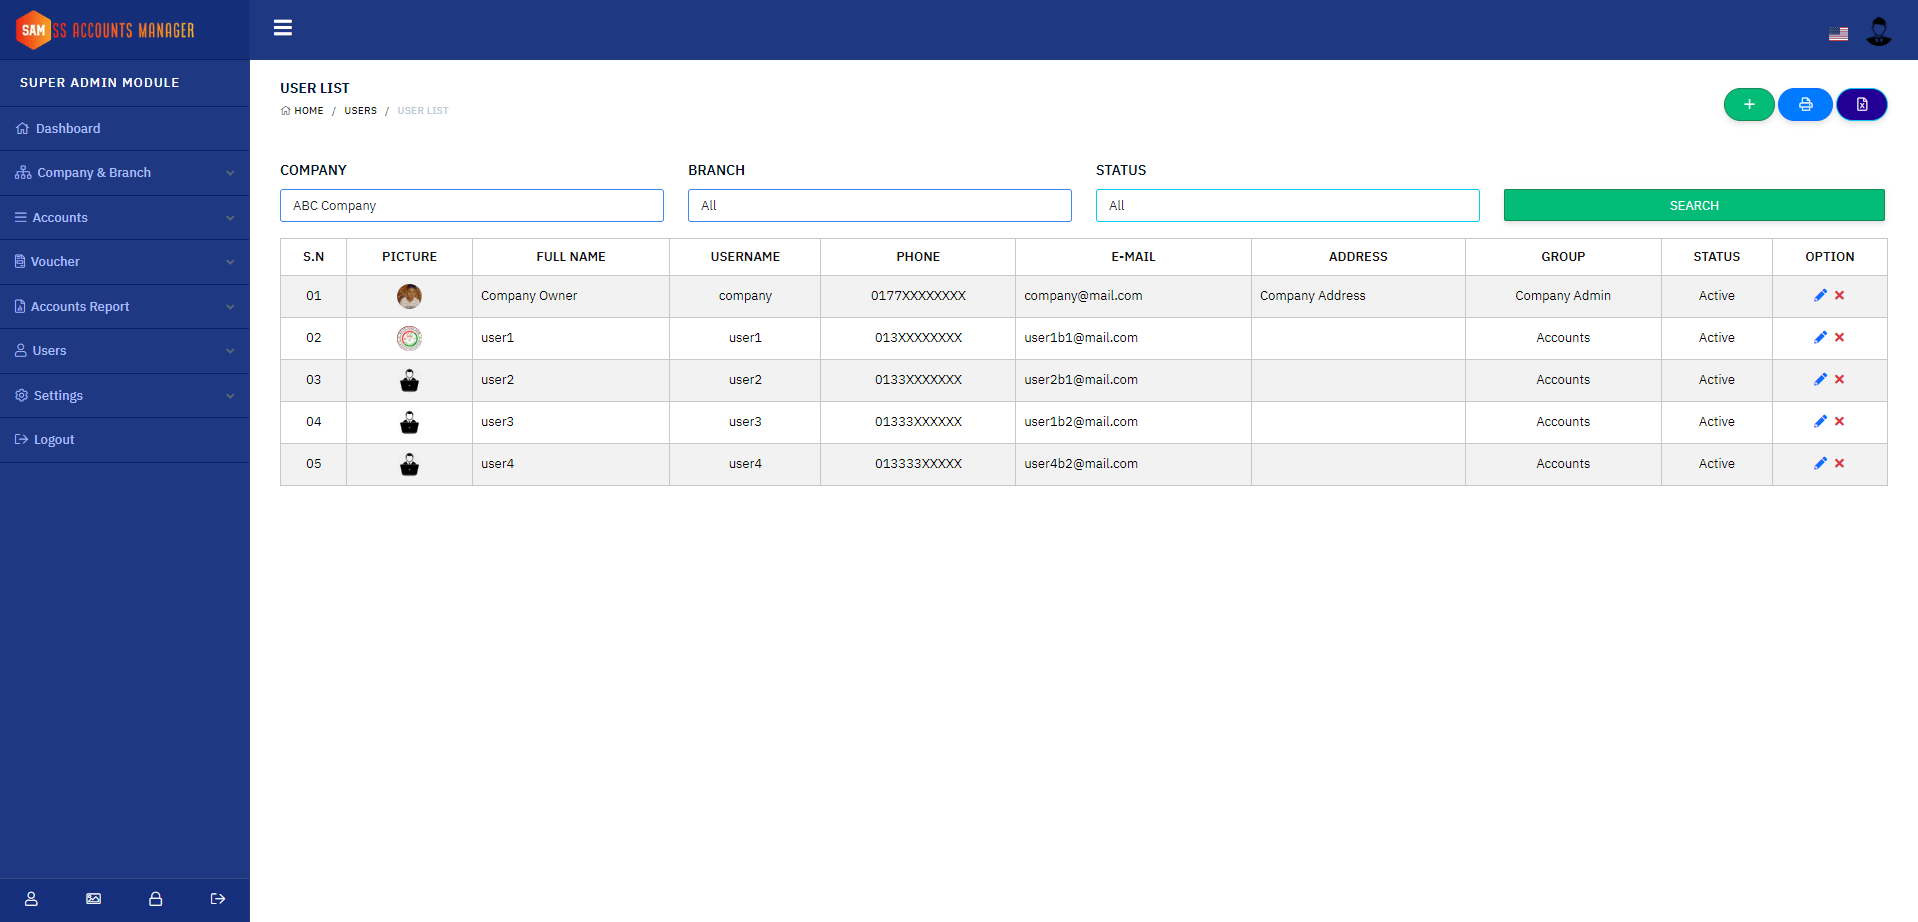 SAM SS ACCOUNTS MANAGER
SUPER ADMIN MODULE
Dashboard
Company & Branch
Accounts
Voucher
Accounts Report
Users
Settings
Logout
USER LIST
HOME / USERS / USER LIST
COMPANY BRANCH STATUS
ABC Company All All SEARCH
S.N PICTURE FULL NAME USERNAME PHONE E-MAIL ADDRESS GROUP STATUS OPTION
01 Company Owner company 0177XXXXXXXX company@mail.com Company Address Company Admin Active
02 user1 user1 013XXXXXXXX user1b1@mail.com Accounts Active
03 user2 user2 0133XXXXXXX user2b1@mail.com Accounts Active
04 user3 user3 01333XXXXXX user1b2@mail.com Accounts Active
05 user4 user4 013333XXXXX user4b2@mail.com Accounts Active